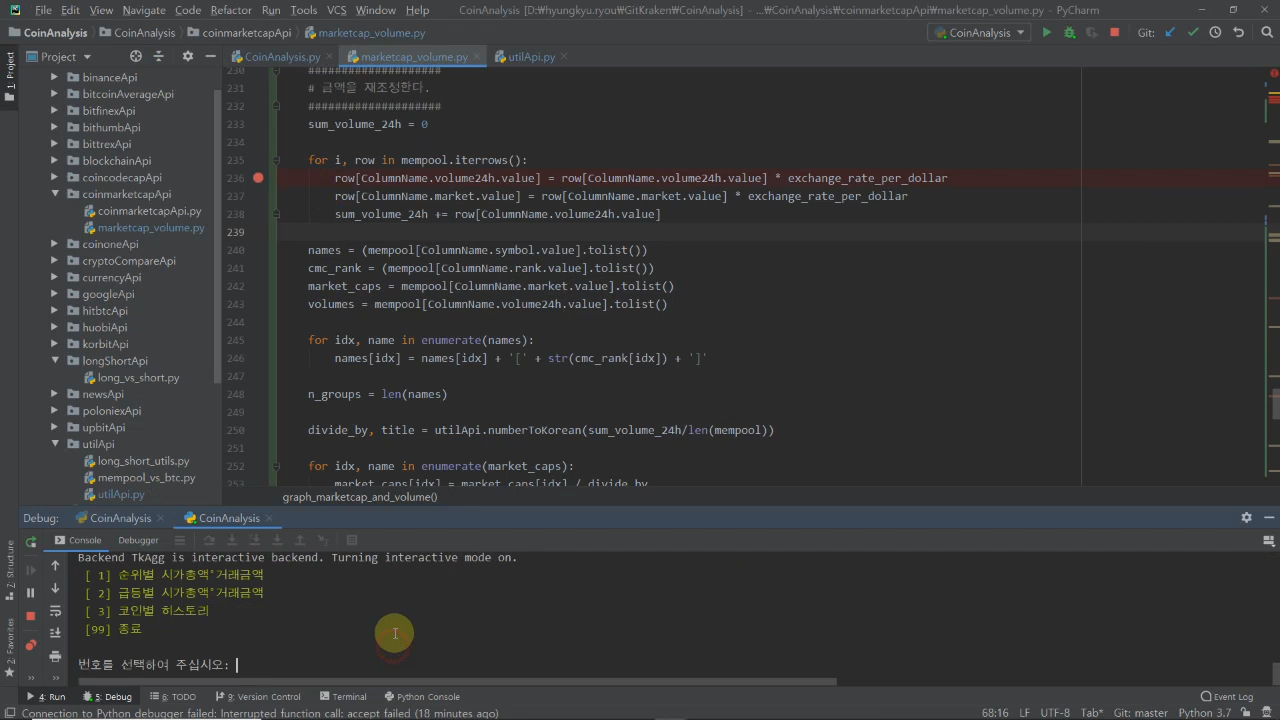 File Edit View Navigate Code Refactor Run Tools VCS Window Help CoinAnalysis [D:₩hyungkyu.ryou₩GitKraken₩CoinAnalysis] - ...₩CoinAnalysis₩coinmarketcapApi₩marketcap_volume.py - PyCharm
CoinAnalysis CoinAnalysis coinmarketcapApi marketcap_volume.py CoinAnalysis Git:
1: Project
Project
CoinAnalysis.py marketcap_volume.py utilApi.py
binanceApi
bitcoinAverageApi
bitfinexApi
bithumbApi
bittrexApi
blockchainApi
coincodecapApi
coinmarketcapApi
coinmarketcapApi.py
marketcap_volume.py
coinoneApi
cryptoCompareApi
currencyApi
googleApi
hitbtcApi
huobiApi
korbitApi
longShortApi
long_vs_short.py
newsApi
poloniexApi
upbitApi
utilApi
long_short_utils.py
mempool_vs_btc.py
utilApi.py
230 ####################
231 # 금액을 재조정한다.
232 ####################
233 sum_volume_24h = 0
234
235 for i, row in mempool.iterrows():
236 row[ColumnName.volume24h.value] = row[ColumnName.volume24h.value] * exchange_rate_per_dollar
237 row[ColumnName.market.value] = row[ColumnName.market.value] * exchange_rate_per_dollar
238 sum_volume_24h += row[ColumnName.volume24h.value]
239
240 names = (mempool[ColumnName.symbol.value].tolist())
241 cmc_rank = (mempool[ColumnName.rank.value].tolist())
242 market_caps = mempool[ColumnName.market.value].tolist()
243 volumes = mempool[ColumnName.volume24h.value].tolist()
244
245 for idx, name in enumerate(names):
246 names[idx] = names[idx] + '[' + str(cmc_rank[idx]) + ']'
247
248 n_groups = len(names)
249
250 divide_by, title = utilApi.numberToKorean(sum_volume_24h/len(mempool))
251
252 for idx, name in enumerate(market_caps):
market_caps[idx] = market_caps[idx] / divide_by
graph_marketcap_and_volume()
Debug: CoinAnalysis CoinAnalysis
Console Debugger
Backend TkAgg is interactive backend. Turning interactive mode on.
[ 1] 순위별 시가총액°거래금액
[ 2] 급등별 시가총액°거래금액
[ 3] 코인별 히스토리
[99] 종료
번호를 선택하여 주십시오:
7: Structure
2: Favorites
4: Run 5: Debug 6: TODO 9: Version Control Terminal Python Console Event Log
Connection to Python debugger failed: Interrupted function call: accept failed (18 minutes ago) 68:16 LF UTF-8 Tab* Python 3.7